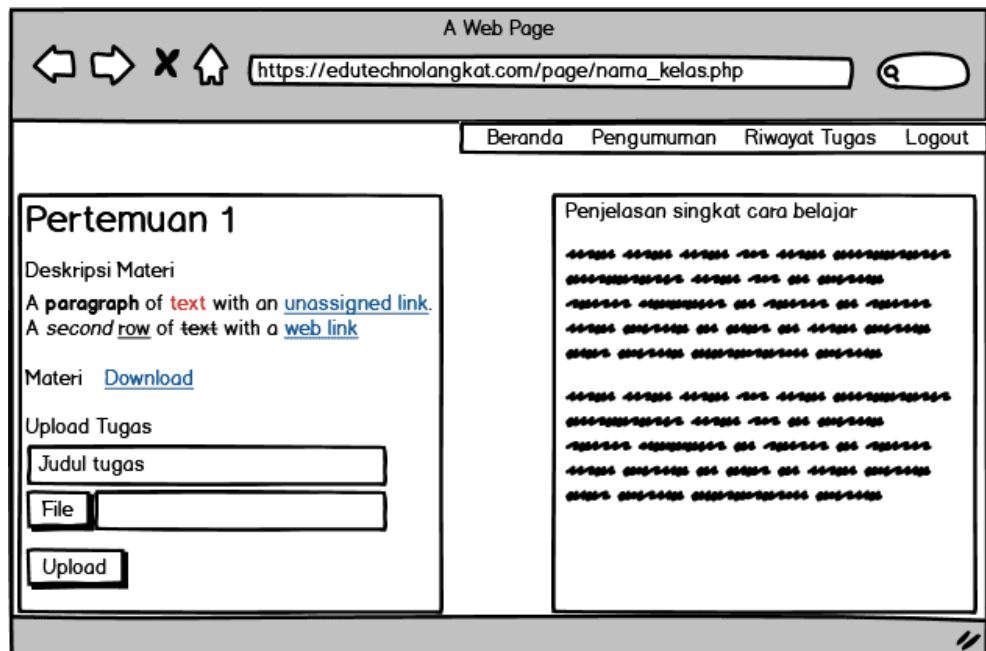 A Web Page
https://edutechnolangkat.com/page/nama_kelas.php
Beranda Pengumuman Riwayat Tugas Logout
Pertemuan 1
Deskripsi Materi
A paragraph of text with an unassigned link.
A second row of text with a web link
Materi Download
Upload Tugas
Judul tugas
File
Upload
Penjelasan singkat cara belajar